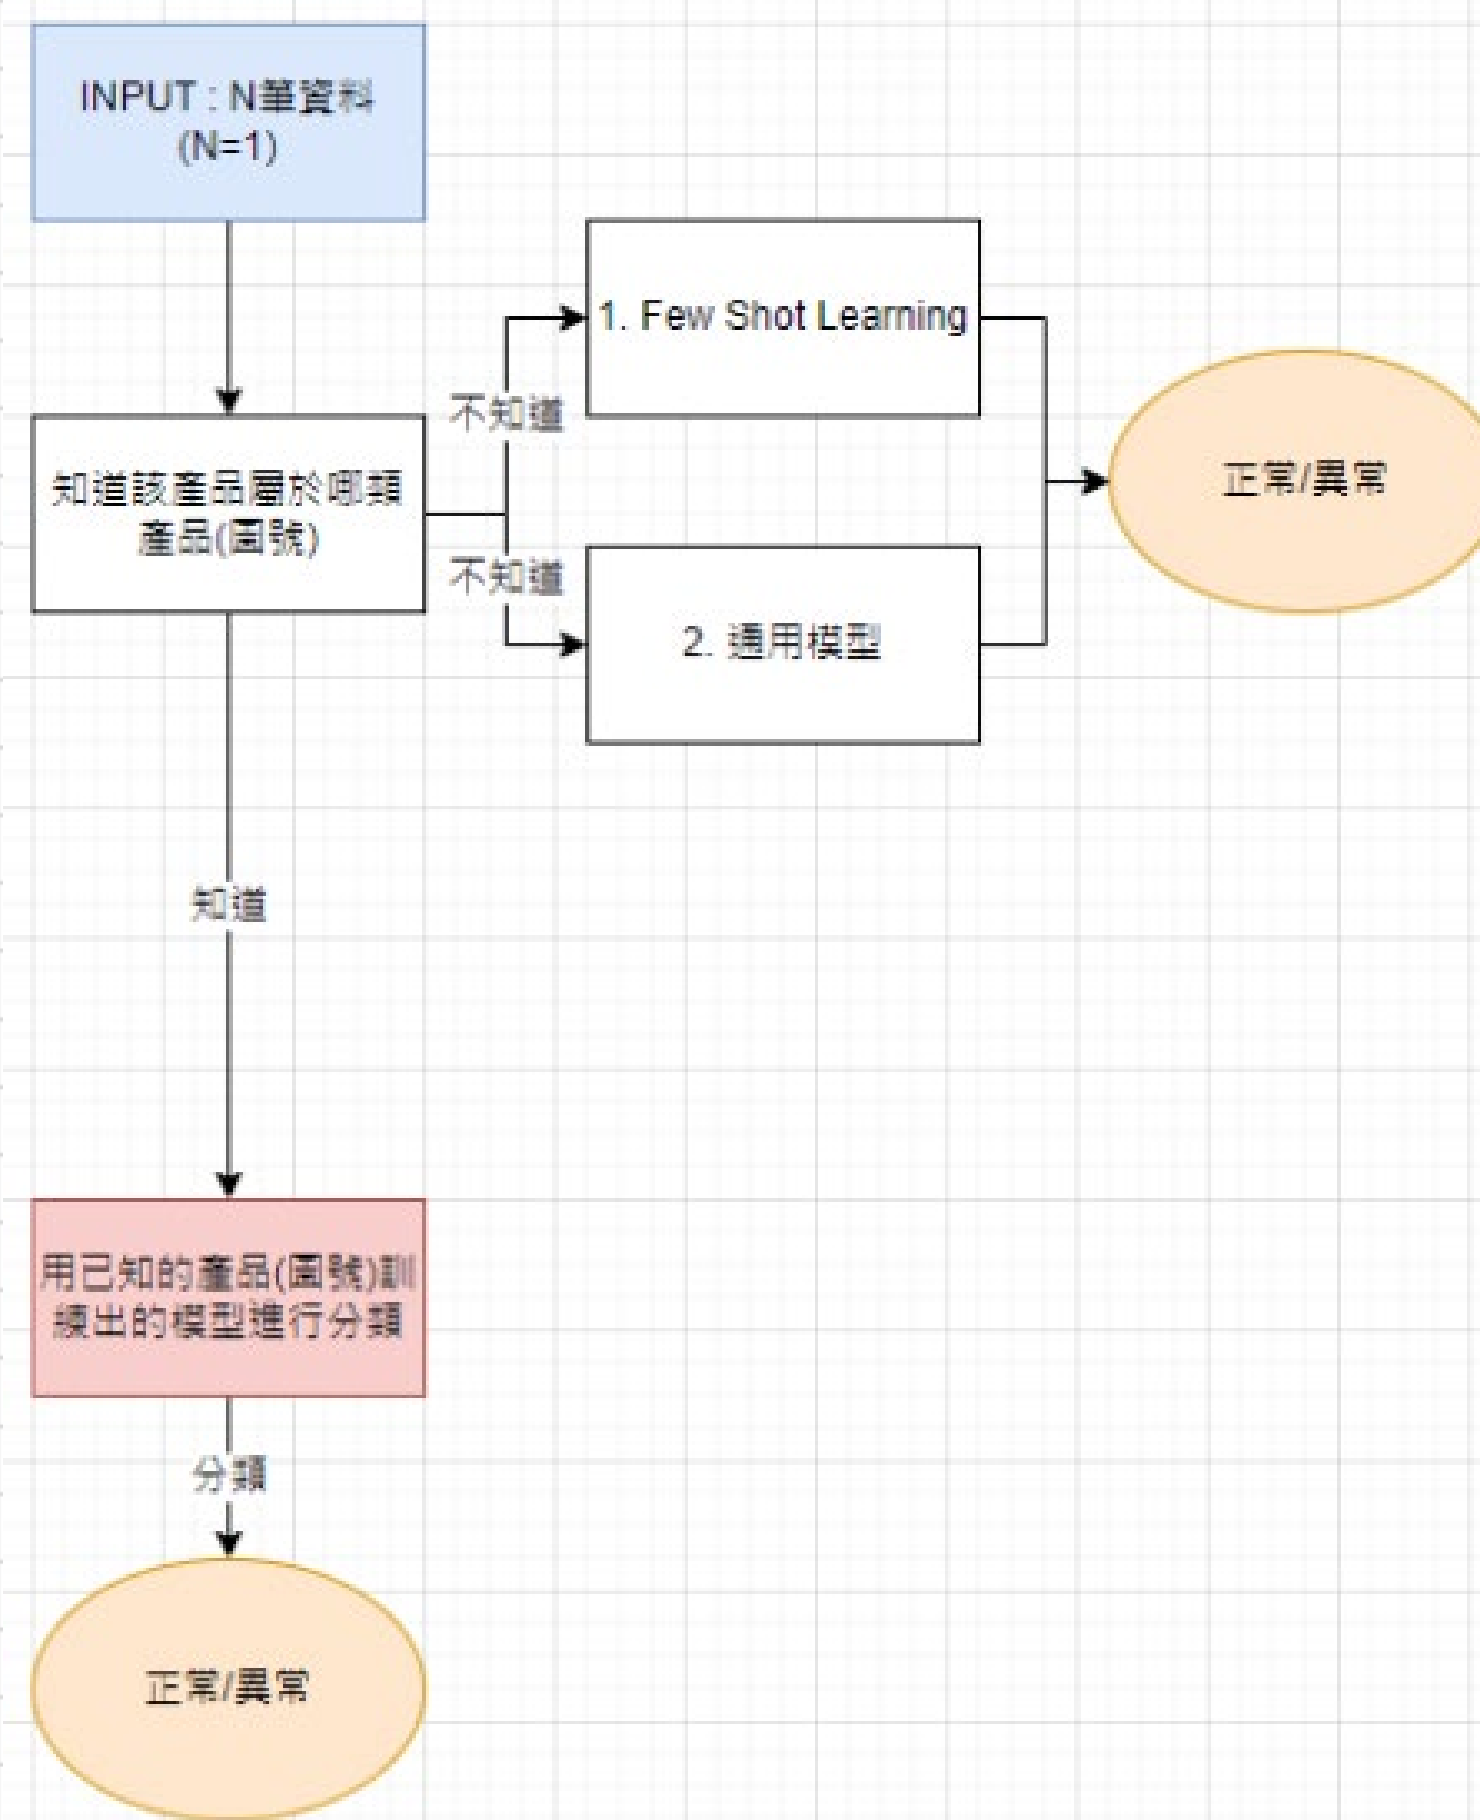 INPUT : N筆資料
(N=1)
1. Few Shot Learning
不知道
知道該產品屬於哪類
產品(圖號)
正常/異常
不知道
2. 通用模型
知道
用已知的產品(圖號)訓
練出的模型進行分類
分類
正常/異常